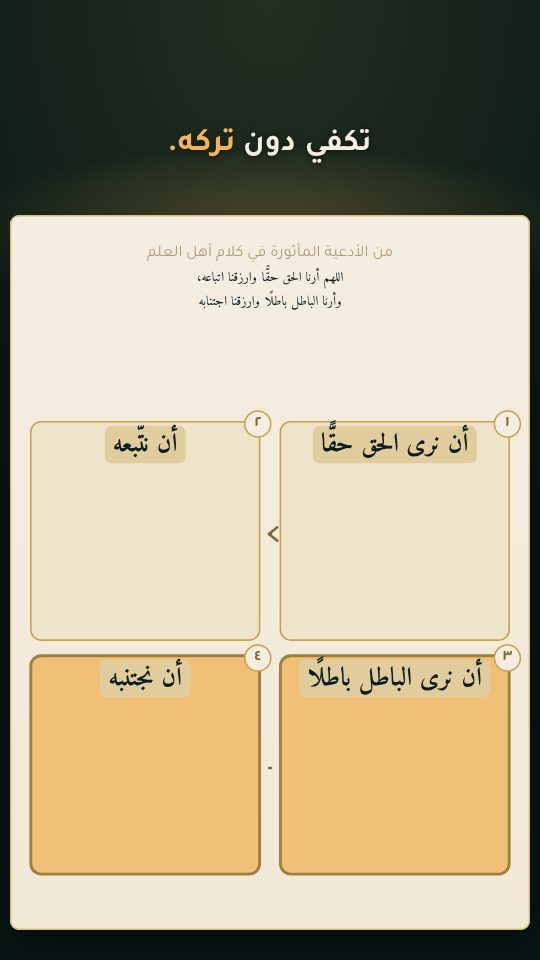 تكفي دون تركه.
من الأدعية المأثورة في كلام أهل العلم
اللهم أرنا الحق حقًّا وارزقنا اتباعه،
وأرنا الباطل باطلًا وارزقنا اجتنابه
١
أن نرى الحق حقًّا
٢
أن نتّبعه
٣
أن نرى الباطل باطلًا
٤
أن نجتنبه